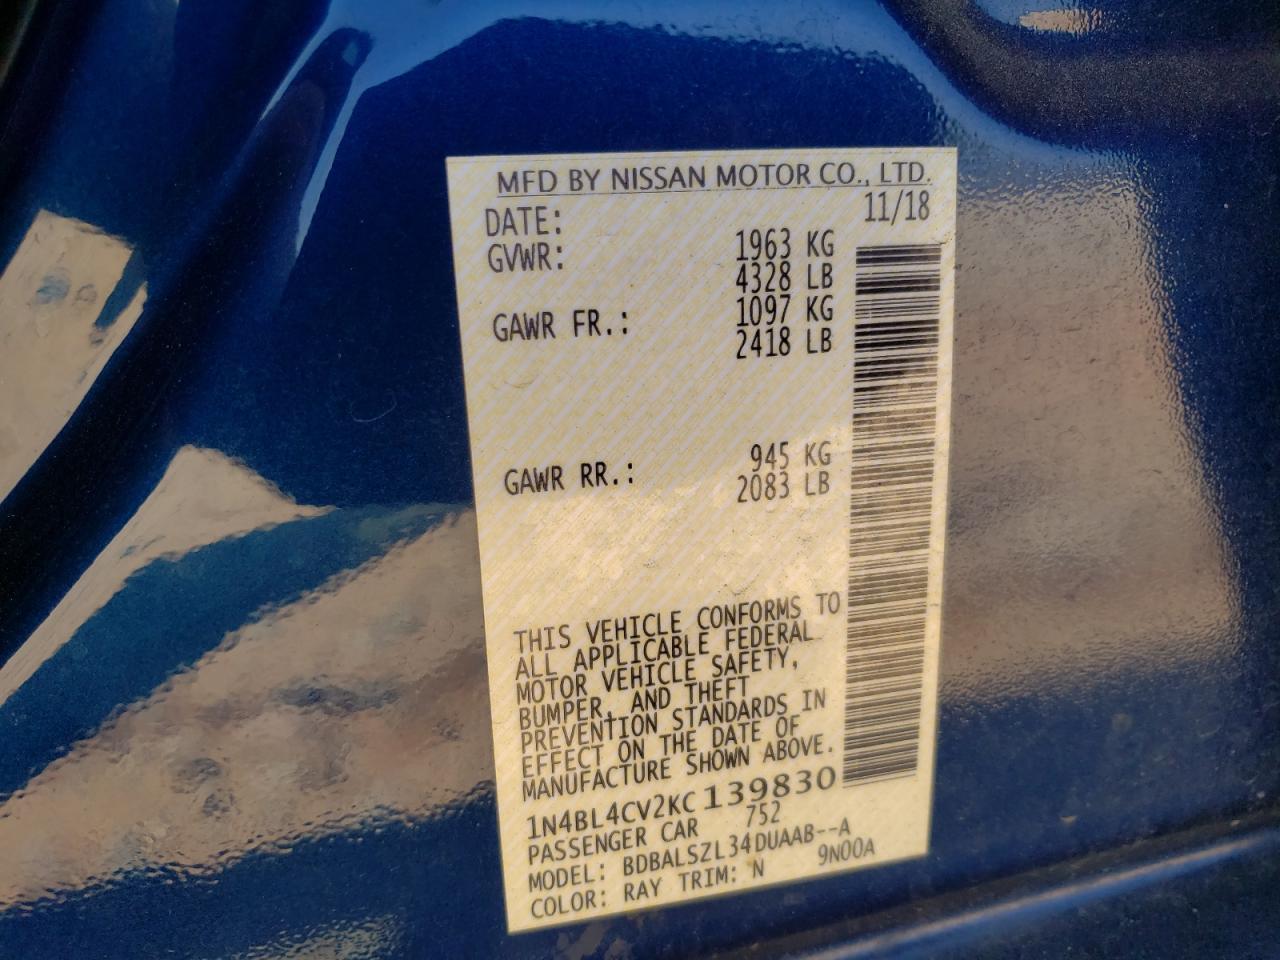 MFD BY NISSAN MOTOR CO., LTD.
DATE: 11/18
GVWR: 1963 KG
4328 LB
GAWR FR.: 1097 KG
2418 LB
GAWR RR.: 945 KG
2083 LB
THIS VEHICLE CONFORMS TO
ALL APPLICABLE FEDERAL
MOTOR VEHICLE SAFETY,
BUMPER, AND THEFT
PREVENTION STANDARDS IN
EFFECT ON THE DATE OF
MANUFACTURE SHOWN ABOVE.
1N4BL4CV2KC139830
PASSENGER CAR 752
MODEL: BDBALSZL34DUAAB--A
COLOR: RAY TRIM: N 9N00A